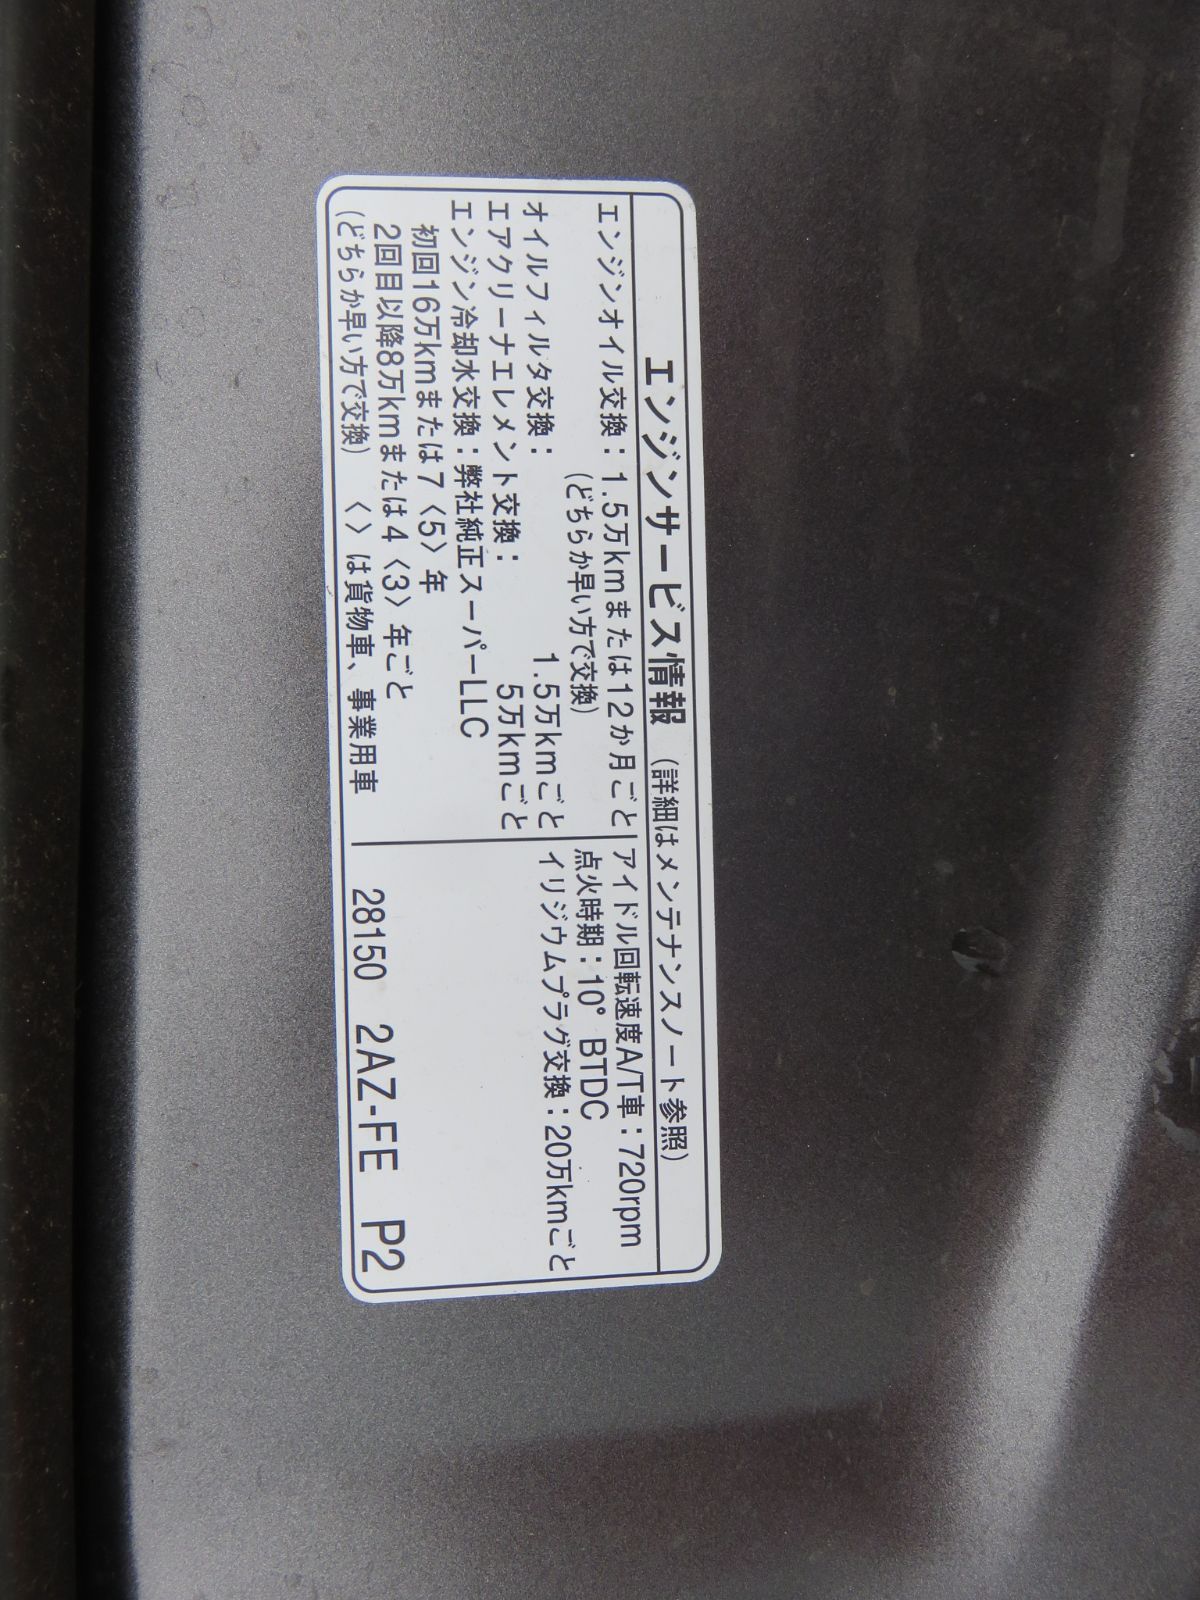 エンジンサービス情報 (詳細はメンテナンスノート参照)
エンジンオイル交換：1.5万kmまたは12か月ごと
(どちらか早い方で交換)
オイルフィルタ交換： 1.5万kmごと
エアクリーナエレメント交換： 5万kmごと
エンジン冷却水交換：弊社純正スーパーLLC
初回16万kmまたは7〈5〉年
2回目以降8万kmまたは4〈3〉年ごと
(どちらか早い方で交換) 〈 〉は貨物車、事業用車
アイドル回転速度A/T車：720rpm
点火時期：10° BTDC
イリジウムプラグ交換：20万kmごと
28150 2AZ-FE P2